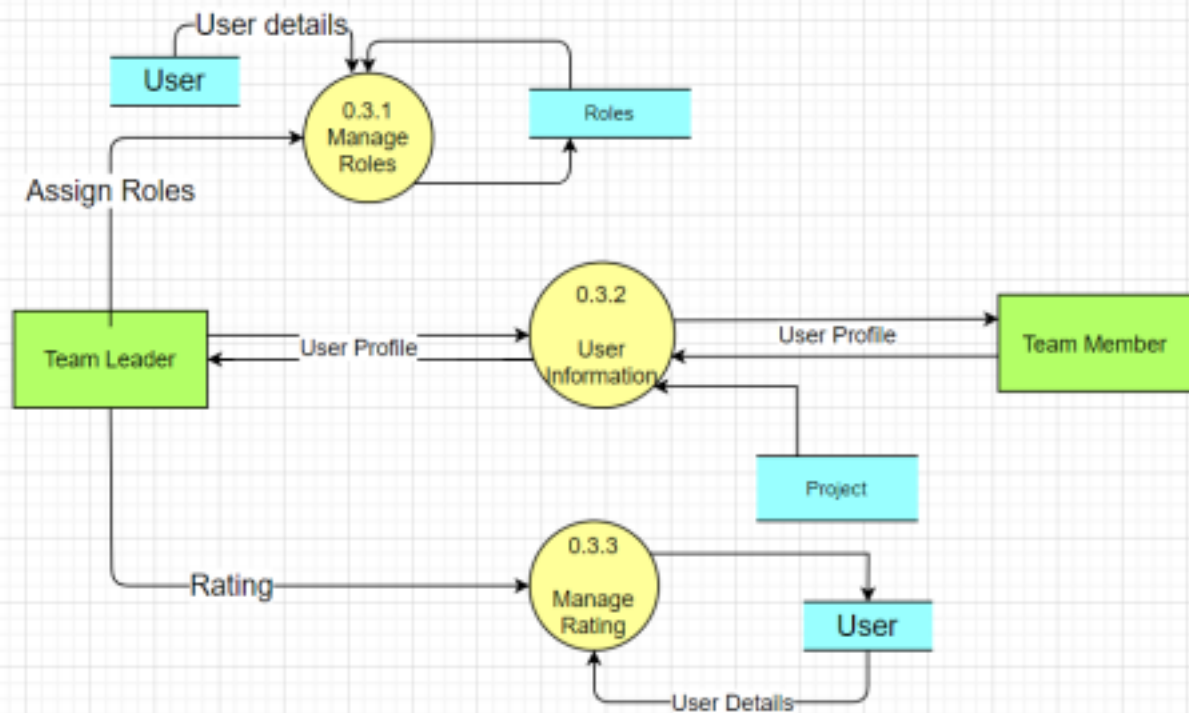 User details
User
0.3.1
Manage
Roles
Roles
Assign Roles
0.3.2
User
Information
Team Leader
User Profile
User Profile
Team Member
Project
0.3.3
Manage
Rating
Rating
User
User Details